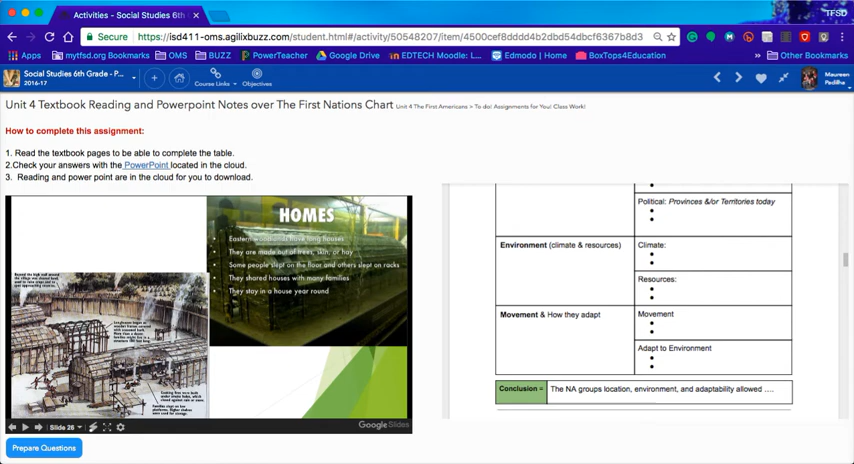 Activities - Social Studies 6th
TFSD
Secure https://isd411-oms.agilixbuzz.com/student.html#/activity/50548207/item/4500cef8dddd4b2dbd54dbcf6367b8d3
Apps mytfsd.org Bookmarks OMS BUZZ PowerTeacher Google Drive EDTECH Moodle: L... Edmodo | Home BoxTops4Education » Other Bookmarks
Social Studies 6th Grade - P...
2016-17
Course Links
Objectives
Maureen
Padilha
Unit 4 Textbook Reading and Powerpoint Notes over The First Nations Chart Unit 4 The First Americans > To do! Assignments for You! Class Work!
How to complete this assignment:
1. Read the textbook pages to be able to complete the table.
2.Check your answers with the PowerPoint located in the cloud.
3. Reading and power point are in the cloud for you to download.
HOMES
• Eastern woodlands have long houses
• They are made out of trees, skin, or hay
• Some people slept on the floor and others slept on racks
• They shared houses with many families
• They stay in a house year round
Slide 26
Google Slides
Prepare Questions
Political: Provinces &/or Territories today
Environment (climate & resources)
Climate:
Resources:
Movement & How they adapt
Movement
Adapt to Environment
Conclusion = The NA groups location, environment, and adaptability allowed ....